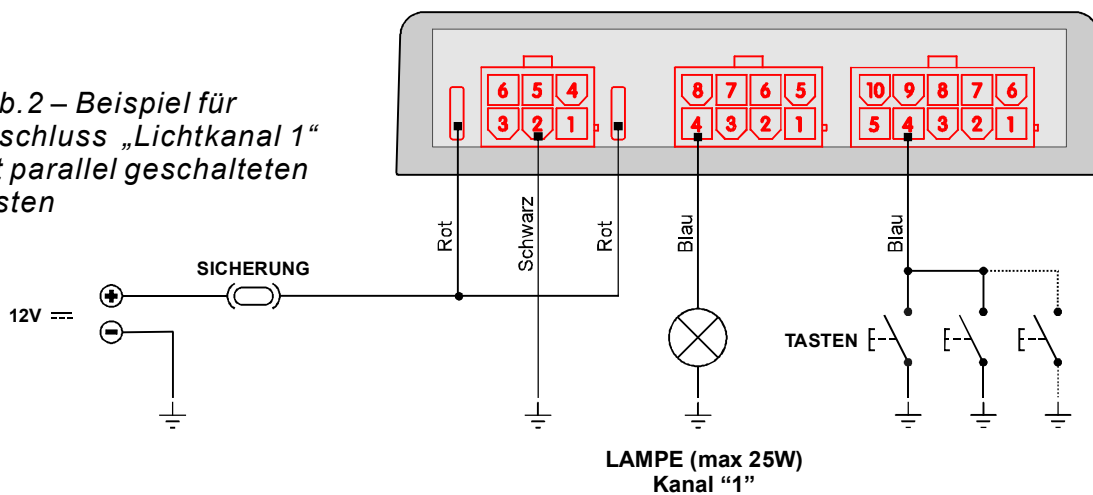 b.2 – Beispiel für
schluss „Lichtkanal 1“
t parallel geschalteten
sten
6 5 4
3 2 1
8 7 6 5
4 3 2 1
10 9 8 7 6
5 4 3 2 1
Rot
Schwarz
Rot
Blau
Blau
SICHERUNG
12V
TASTEN
LAMPE (max 25W)
Kanal “1”